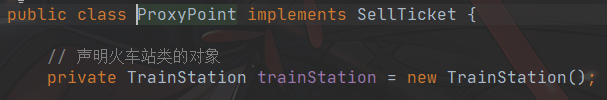 public class ProxyPoint implements SellTicket {
// 声明火车站类的对象
private TrainStation trainStation = new TrainStation();